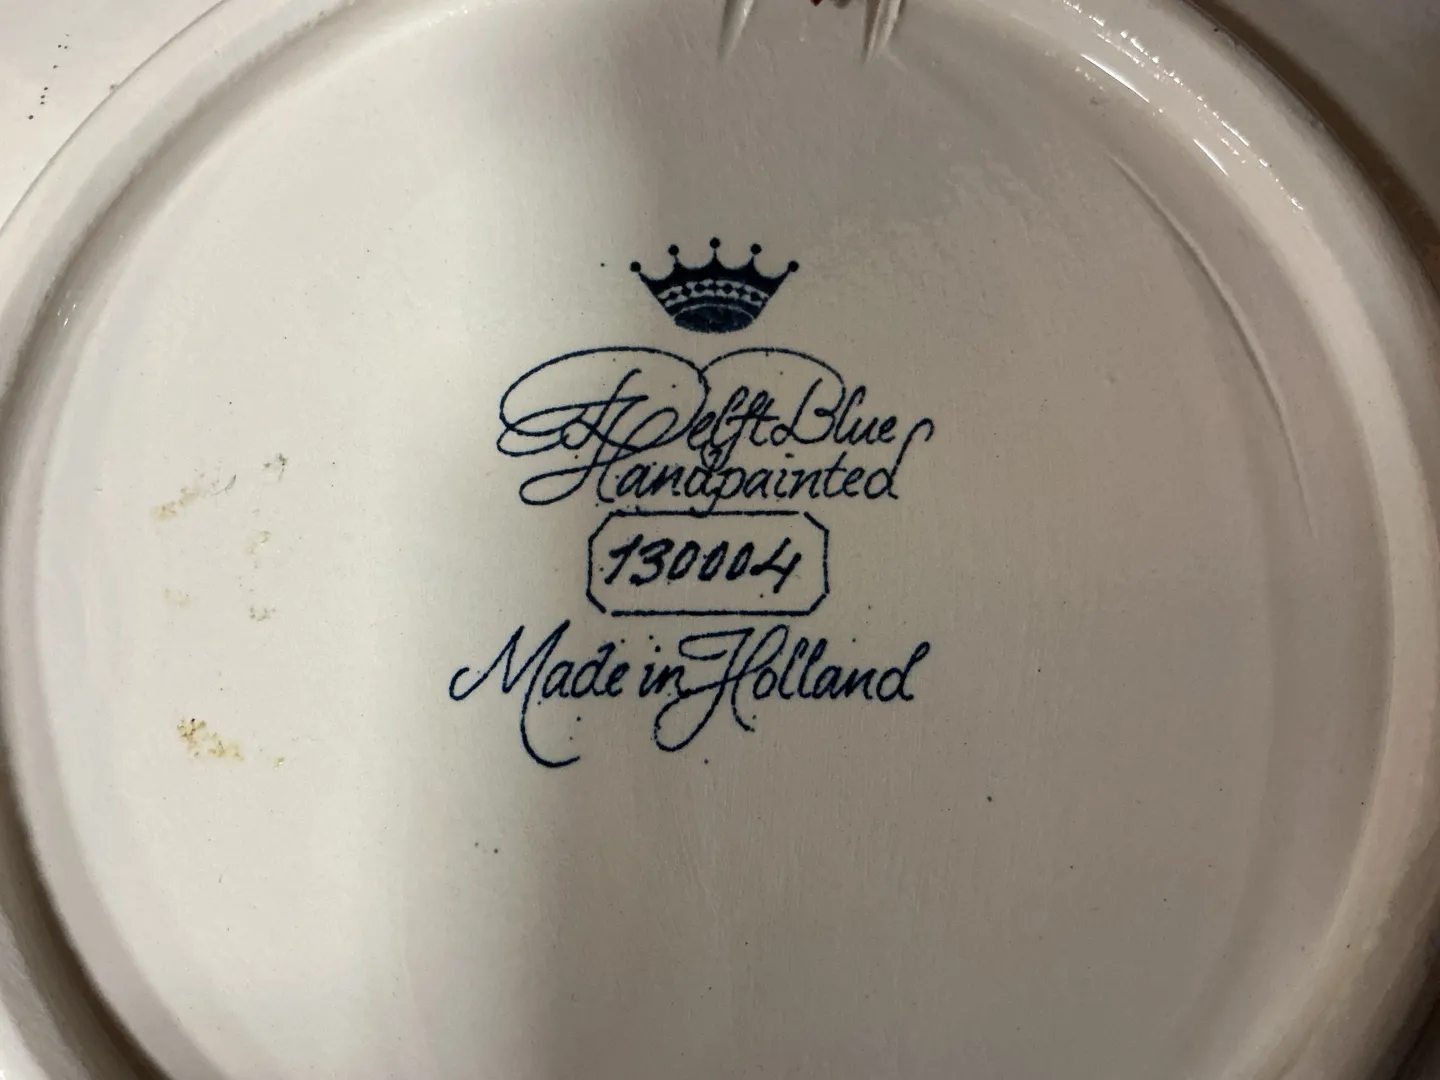 Delft Blue
Handpainted
130004
Made in Holland